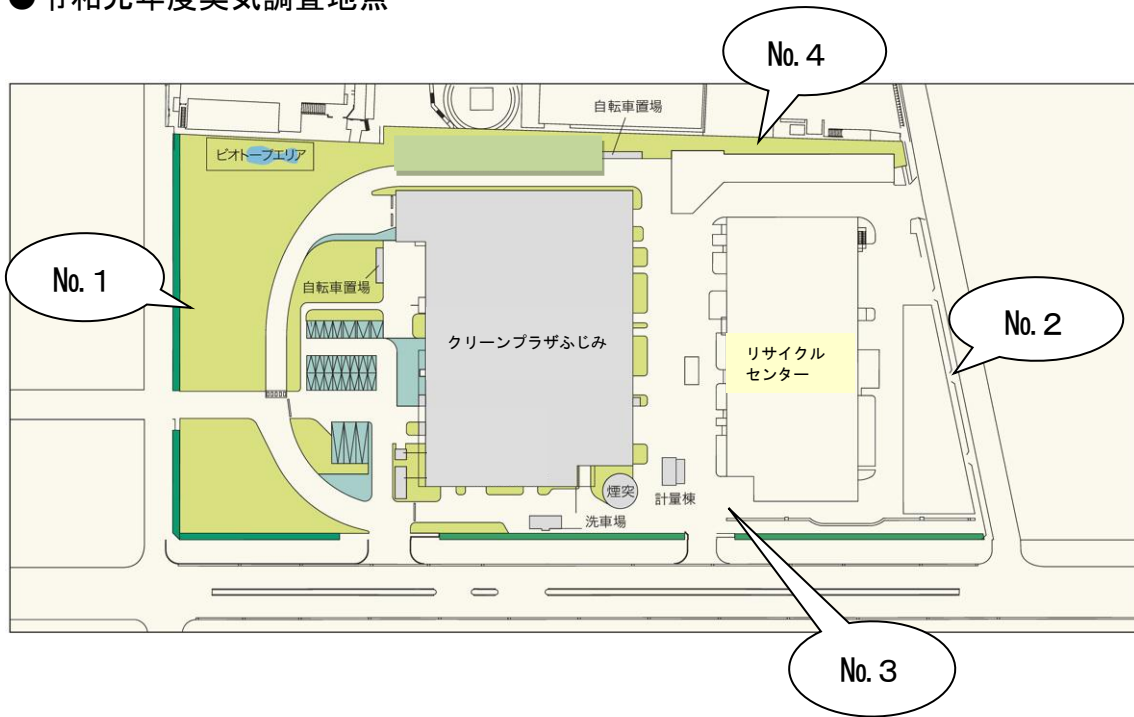 ●令和元年度臭気調査地点
№.4
自転車置場
ビオトープエリア
№.1
自転車置場
クリーンプラザふじみ
リサイクル
センター
№.2
煙突
計量棟
洗車場
№.3